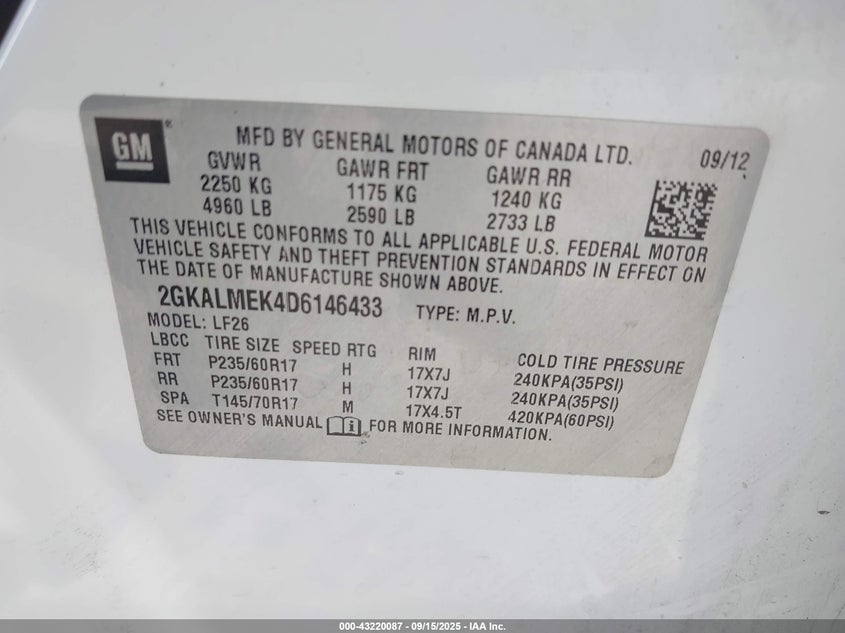 GM®
MFD BY GENERAL MOTORS OF CANADA LTD. 09/12
GVWR GAWR FRT GAWR RR
2250 KG 1175 KG 1240 KG
4960 LB 2590 LB 2733 LB
THIS VEHICLE CONFORMS TO ALL APPLICABLE U.S. FEDERAL MOTOR
VEHICLE SAFETY AND THEFT PREVENTION STANDARDS IN EFFECT ON
THE DATE OF MANUFACTURE SHOWN ABOVE.
2GKALMEK4D6146433 TYPE: M.P.V.
MODEL: LF26
LBCC TIRE SIZE SPEED RTG RIM COLD TIRE PRESSURE
FRT P235/60R17 H 17X7J 240KPA(35PSI)
RR P235/60R17 H 17X7J 240KPA(35PSI)
SPA T145/70R17 M 17X4.5T 420KPA(60PSI)
SEE OWNER'S MANUAL i FOR MORE INFORMATION.
000-43220087 - 09/15/2025 - IAA Inc.